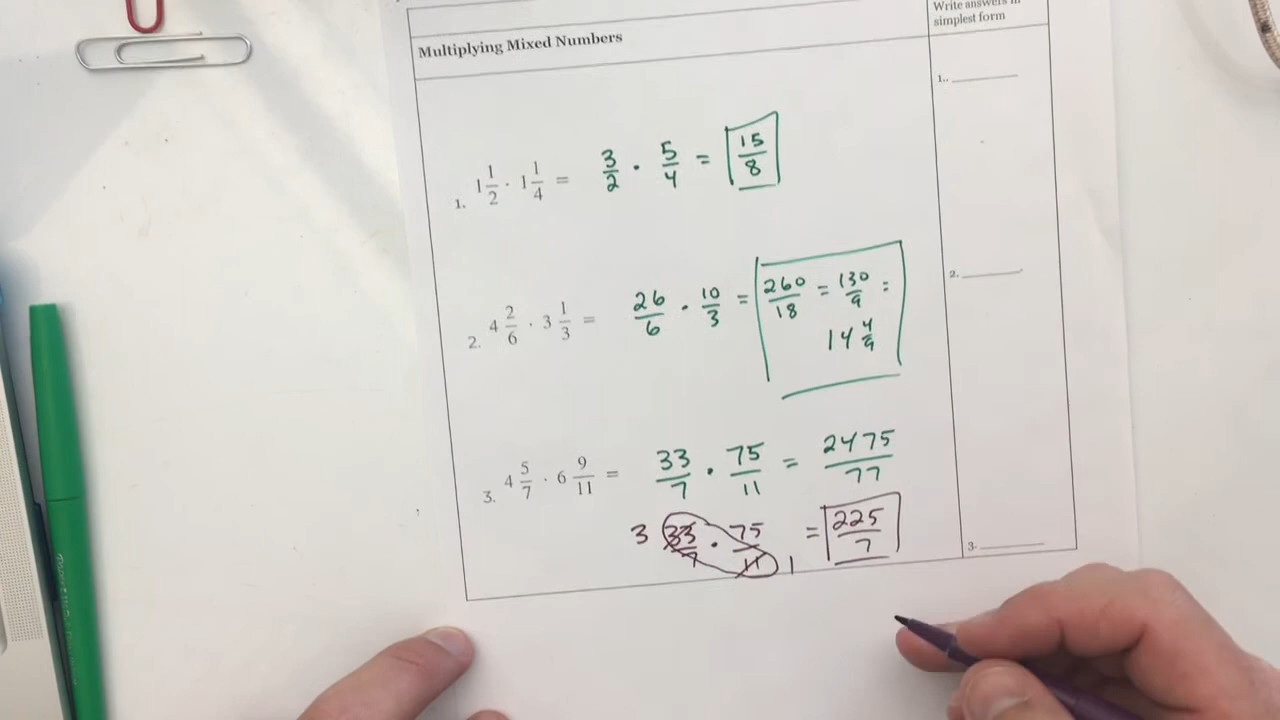 Write answers in
simplest form
Multiplying Mixed Numbers
1.. ________
1. 1 1/2 · 1 1/4 = 3/2 · 5/4 = 15/8
2. ________.
2. 4 2/6 · 3 1/3 = 26/6 · 10/3 = 260/18 = 130/9 =
14 4/9
3. 4 5/7 · 6 9/11 = 33/7 · 75/11 = 2475/77
3 33/7 · 75/11 1 = 225/7
3. ________